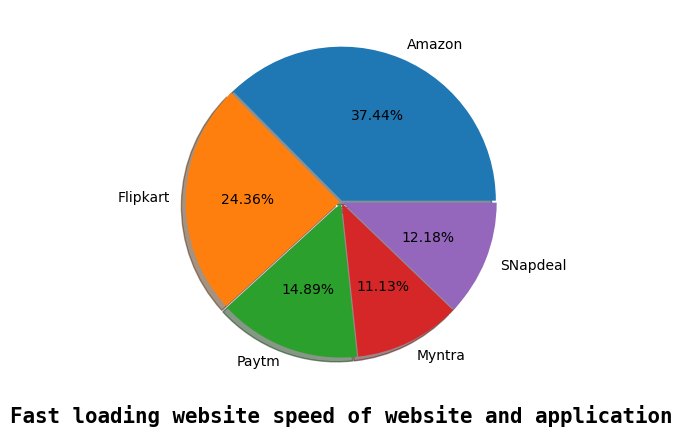 Amazon
37.44%
Flipkart
24.36%
12.18%
SNapdeal
14.89%
11.13%
Paytm
Myntra
Fast loading website speed of website and application